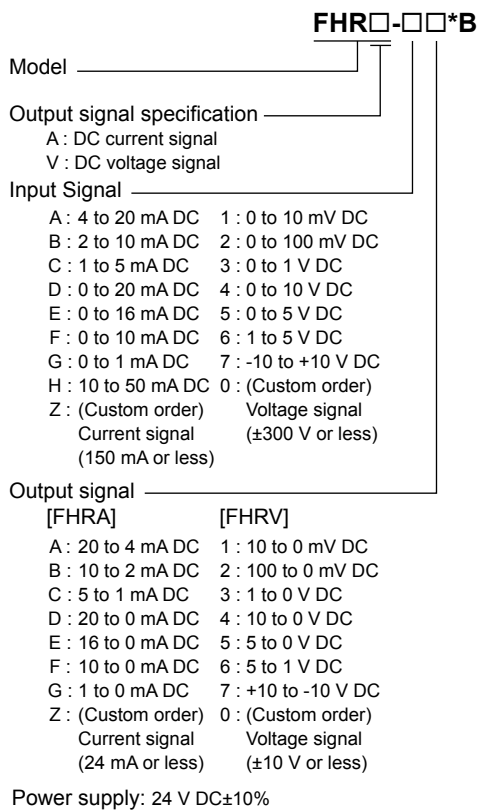 FHR□-□□*B
Model
Output signal specification
A : DC current signal
V : DC voltage signal
Input Signal
A : 4 to 20 mA DC 1 : 0 to 10 mV DC
B : 2 to 10 mA DC 2 : 0 to 100 mV DC
C : 1 to 5 mA DC 3 : 0 to 1 V DC
D : 0 to 20 mA DC 4 : 0 to 10 V DC
E : 0 to 16 mA DC 5 : 0 to 5 V DC
F : 0 to 10 mA DC 6 : 1 to 5 V DC
G : 0 to 1 mA DC 7 : -10 to +10 V DC
H : 10 to 50 mA DC 0 : (Custom order)
Z : (Custom order) Voltage signal
Current signal (±300 V or less)
(150 mA or less)
Output signal
[FHRA] [FHRV]
A : 20 to 4 mA DC 1 : 10 to 0 mV DC
B : 10 to 2 mA DC 2 : 100 to 0 mV DC
C : 5 to 1 mA DC 3 : 1 to 0 V DC
D : 20 to 0 mA DC 4 : 10 to 0 V DC
E : 16 to 0 mA DC 5 : 5 to 0 V DC
F : 10 to 0 mA DC 6 : 5 to 1 V DC
G : 1 to 0 mA DC 7 : +10 to -10 V DC
Z : (Custom order) 0 : (Custom order)
Current signal Voltage signal
(24 mA or less) (±10 V or less)
Power supply: 24 V DC±10%